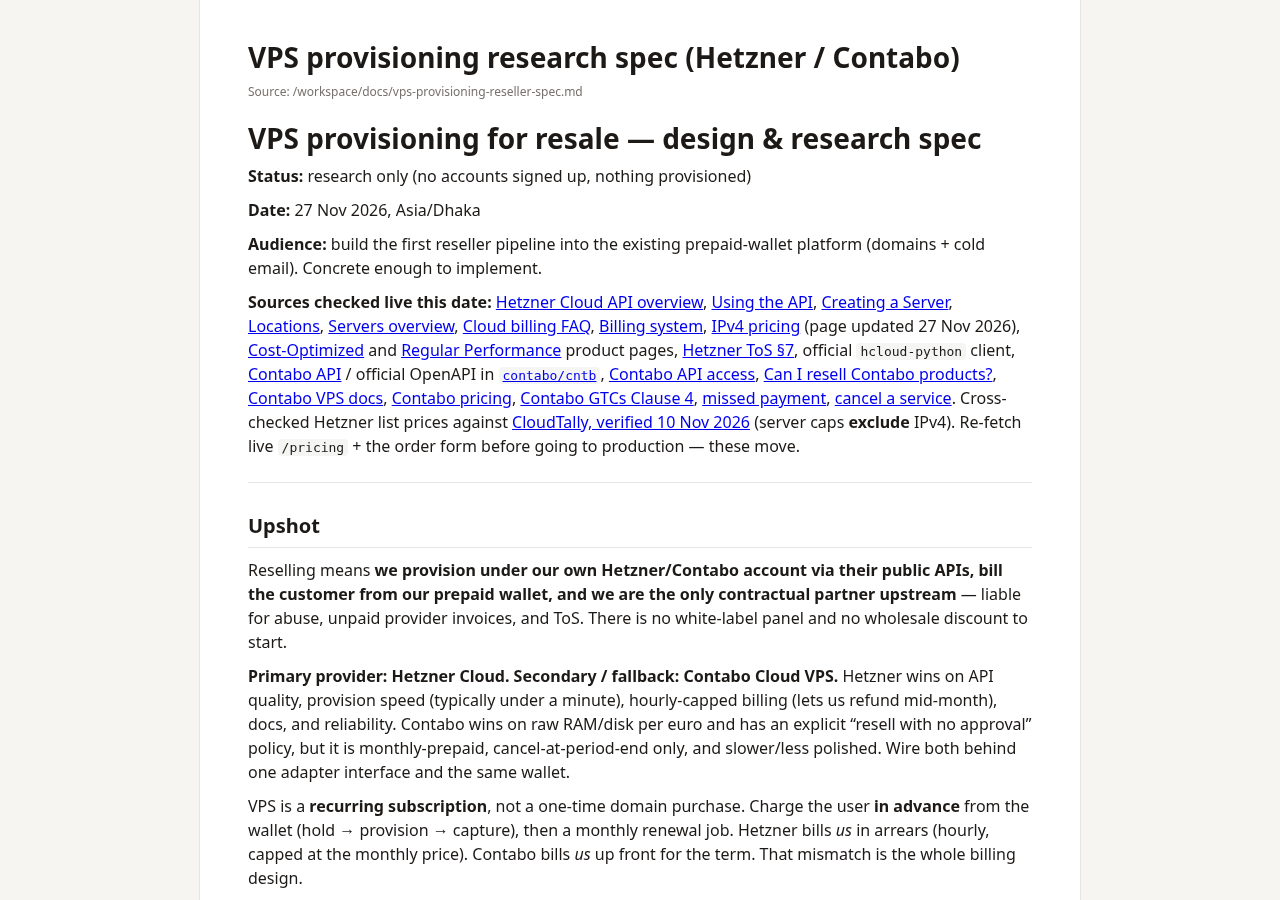 VPS provisioning research spec (Hetzner / Contabo)
Source: /workspace/docs/vps-provisioning-reseller-spec.md
VPS provisioning for resale — design & research spec
Status: research only (no accounts signed up, nothing provisioned)
Date: 27 Nov 2026, Asia/Dhaka
Audience: build the first reseller pipeline into the existing prepaid-wallet platform (domains + cold
email). Concrete enough to implement.
Sources checked live this date: Hetzner Cloud API overview, Using the API, Creating a Server,
Locations, Servers overview, Cloud billing FAQ, Billing system, IPv4 pricing (page updated 27 Nov 2026),
Cost-Optimized and Regular Performance product pages, Hetzner ToS §7, official hcloud-python client,
Contabo API / official OpenAPI in contabo/cntb, Contabo API access, Can I resell Contabo products?,
Contabo VPS docs, Contabo pricing, Contabo GTCs Clause 4, missed payment, cancel a service. Cross-
checked Hetzner list prices against CloudTally, verified 10 Nov 2026 (server caps exclude IPv4). Re-fetch
live /pricing + the order form before going to production — these move.
Upshot
Reselling means we provision under our own Hetzner/Contabo account via their public APIs, bill
the customer from our prepaid wallet, and we are the only contractual partner upstream — liable
for abuse, unpaid provider invoices, and ToS. There is no white-label panel and no wholesale discount to
start.
Primary provider: Hetzner Cloud. Secondary / fallback: Contabo Cloud VPS. Hetzner wins on API
quality, provision speed (typically under a minute), hourly-capped billing (lets us refund mid-month),
docs, and reliability. Contabo wins on raw RAM/disk per euro and has an explicit “resell with no approval”
policy, but it is monthly-prepaid, cancel-at-period-end only, and slower/less polished. Wire both behind
one adapter interface and the same wallet.
VPS is a recurring subscription, not a one-time domain purchase. Charge the user in advance from the
wallet (hold → provision → capture), then a monthly renewal job. Hetzner bills us in arrears (hourly,
capped at the monthly price). Contabo bills us up front for the term. That mismatch is the whole billing
design.